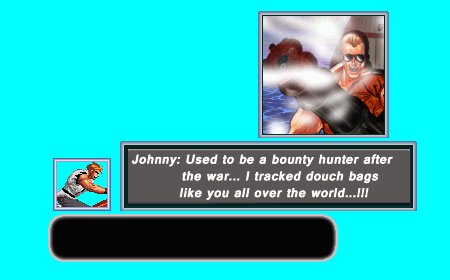 Johnny: Used to be a bounty hunter after
the war... I tracked douch bags
like you all over the world...!!!